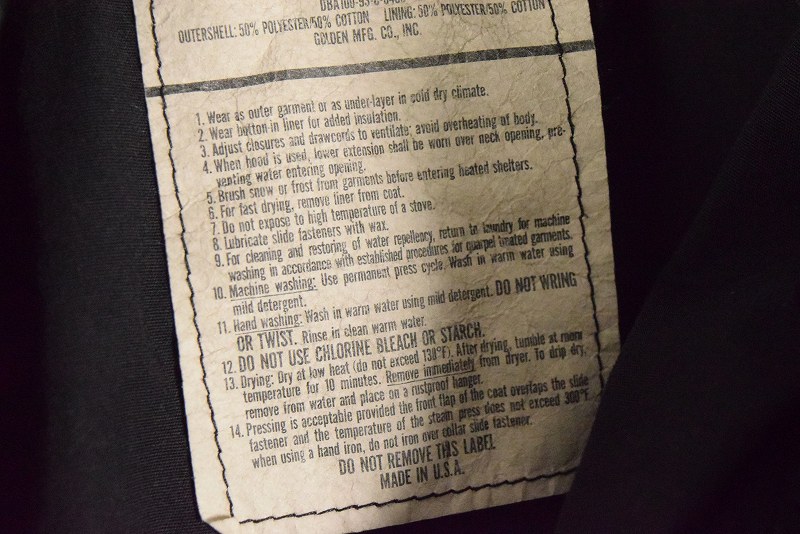 OUTERSHELL: 50% POLYESTER/50% COTTON LINING: 50% POLYESTER/50% COTTON
GOLDEN MFG. CO., INC.
1. Wear as outer garment or as under-layer in cold dry climate.
2. Wear button-in liner for added insulation.
3. Adjust closures and drawcords to ventilate; avoid overheating of body.
4. When hood is used, lower extension shall be worn over neck opening, pre-
venting water entering opening.
5. Brush snow or frost from garments before entering heated shelters.
6. For fast drying, remove liner from coat.
7. Do not expose to high temperature of a stove.
8. Lubricate slide fasteners with wax.
9. For cleaning and restoring of water repellency, return to laundry for machine
washing in accordance with established procedures for quarpel treated garments.
10. Machine washing: Use permanent press cycle. Wash in warm water using
mild detergent.
11. Hand washing: Wash in warm water using mild detergent. DO NOT WRING
OR TWIST. Rinse in clean warm water.
12. DO NOT USE CHLORINE BLEACH OR STARCH.
13. Drying: Dry at low heat (do not exceed 130°F). After drying, tumble at room
temperature for 10 minutes. Remove immediately from dryer. To drip dry,
remove from water and place on a rustproof hanger.
14. Pressing is acceptable provided the front flap of the coat overlaps the slide
fastener and the temperature of the steam press does not exceed 300°F.
when using a hand iron, do not iron over collar slide fastener.
DO NOT REMOVE THIS LABEL
MADE IN U.S.A.